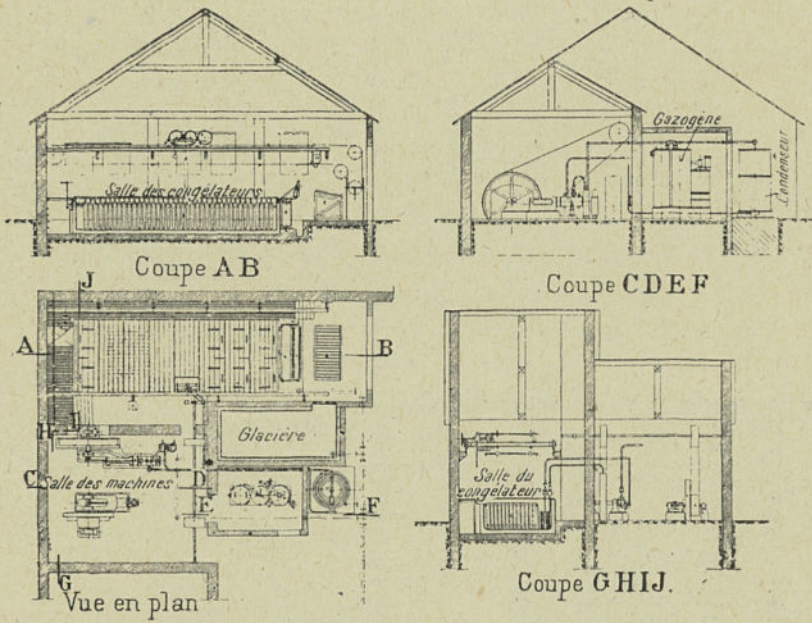 Salle des congélateurs
Coupe AB
Gazogène
Condenseur
Coupe CDEF
J
A
B
Glacière
H
I
C
Salle des machines
D
E
F
G
Vue en plan
Salle du
congélateurs
Coupe GHIJ.